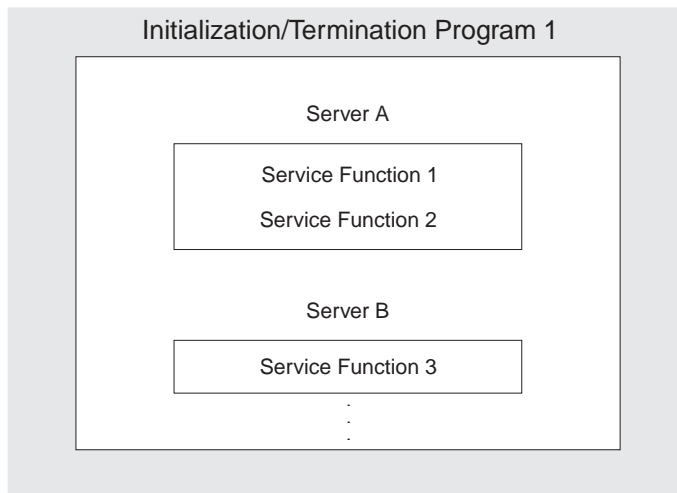 Initialization/Termination Program 1
Server A
Service Function 1
Service Function 2
Server B
Service Function 3
.
.
.